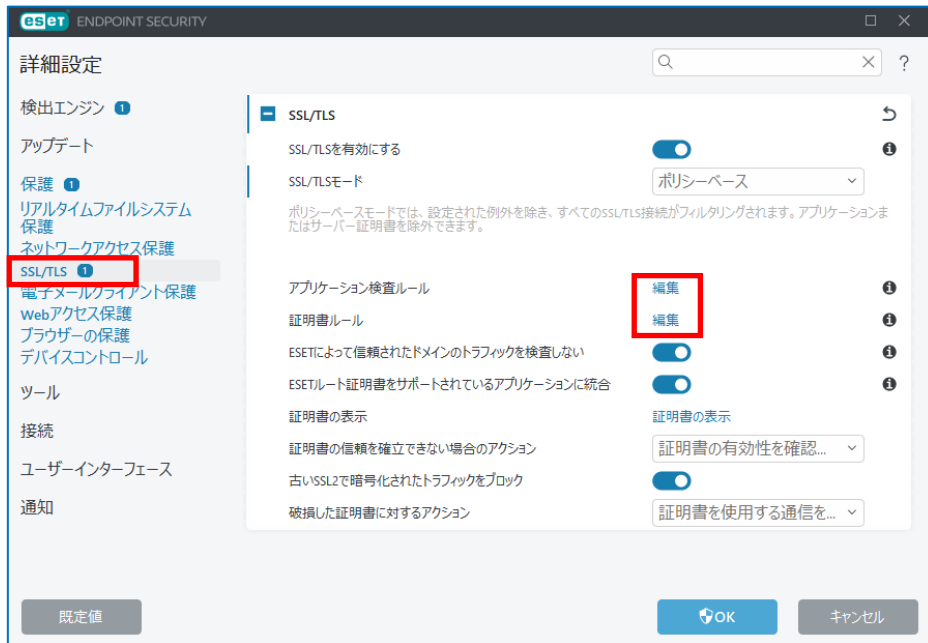 eseT ENDPOINT SECURITY
詳細設定
?
検出エンジン 1
アップデート
保護 1
リアルタイムファイルシステム
保護
ネットワークアクセス保護
SSL/TLS 1
電子メールクライアント保護
Webアクセス保護
ブラウザーの保護
デバイスコントロール
ツール
接続
ユーザーインターフェース
通知
SSL/TLS
SSL/TLSを有効にする
SSL/TLSモード ポリシーベース
ポリシーベースモードでは、設定された例外を除き、すべてのSSL/TLS接続がフィルタリングされます。アプリケーションま
たはサーバー証明書を除外できます。
アプリケーション検査ルール 編集
証明書ルール 編集
ESETによって信頼されたドメインのトラフィックを検査しない
ESETルート証明書をサポートされているアプリケーションに統合
証明書の表示 証明書の表示
証明書の信頼を確立できない場合のアクション 証明書の有効性を確認...
古いSSL2で暗号化されたトラフィックをブロック
破損した証明書に対するアクション 証明書を使用する通信を...
既定値 OK キャンセル